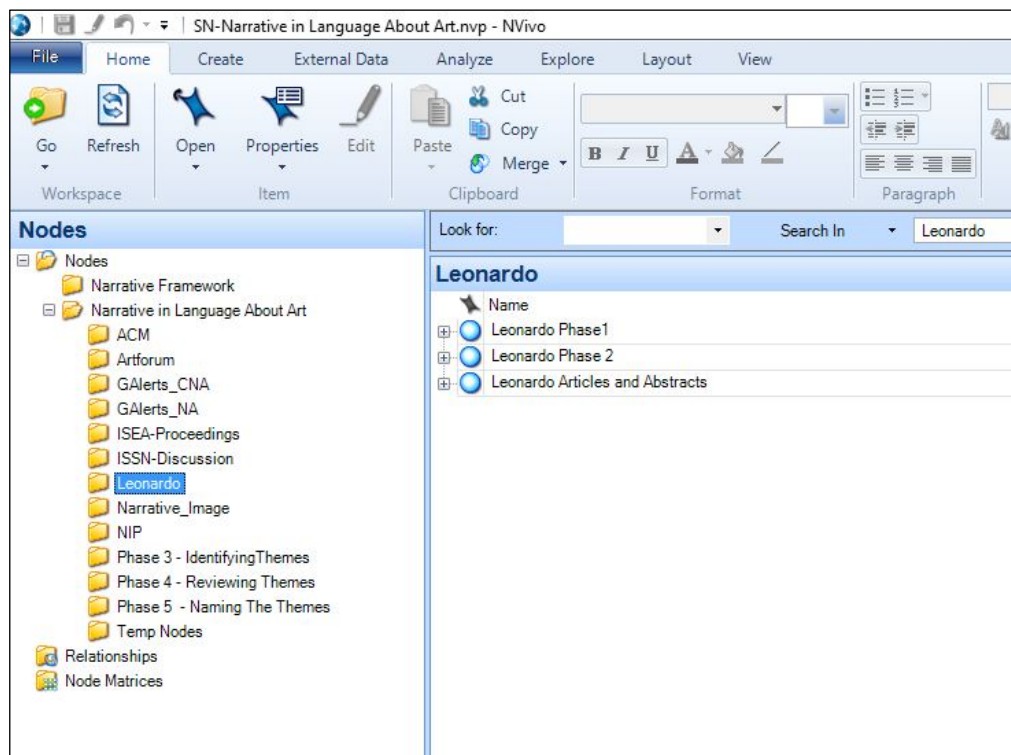 SN-Narrative in Language About Art.nvp - NVivo
File Home Create External Data Analyze Explore Layout View
Go Refresh Open Properties Edit Paste Cut
Copy
Merge
B I U A
Workspace Item Clipboard Format Paragraph
Nodes
Look for: Search In Leonardo
Nodes
Narrative Framework
Narrative in Language About Art
ACM
Artforum
GAlerts_CNA
GAlerts_NA
ISEA-Proceedings
ISSN-Discussion
Leonardo
Narrative_Image
NIP
Phase 3 - IdentifyingThemes
Phase 4 - Reviewing Themes
Phase 5 - Naming The Themes
Temp Nodes
Relationships
Node Matrices
Leonardo
Name
Leonardo Phase1
Leonardo Phase 2
Leonardo Articles and Abstracts